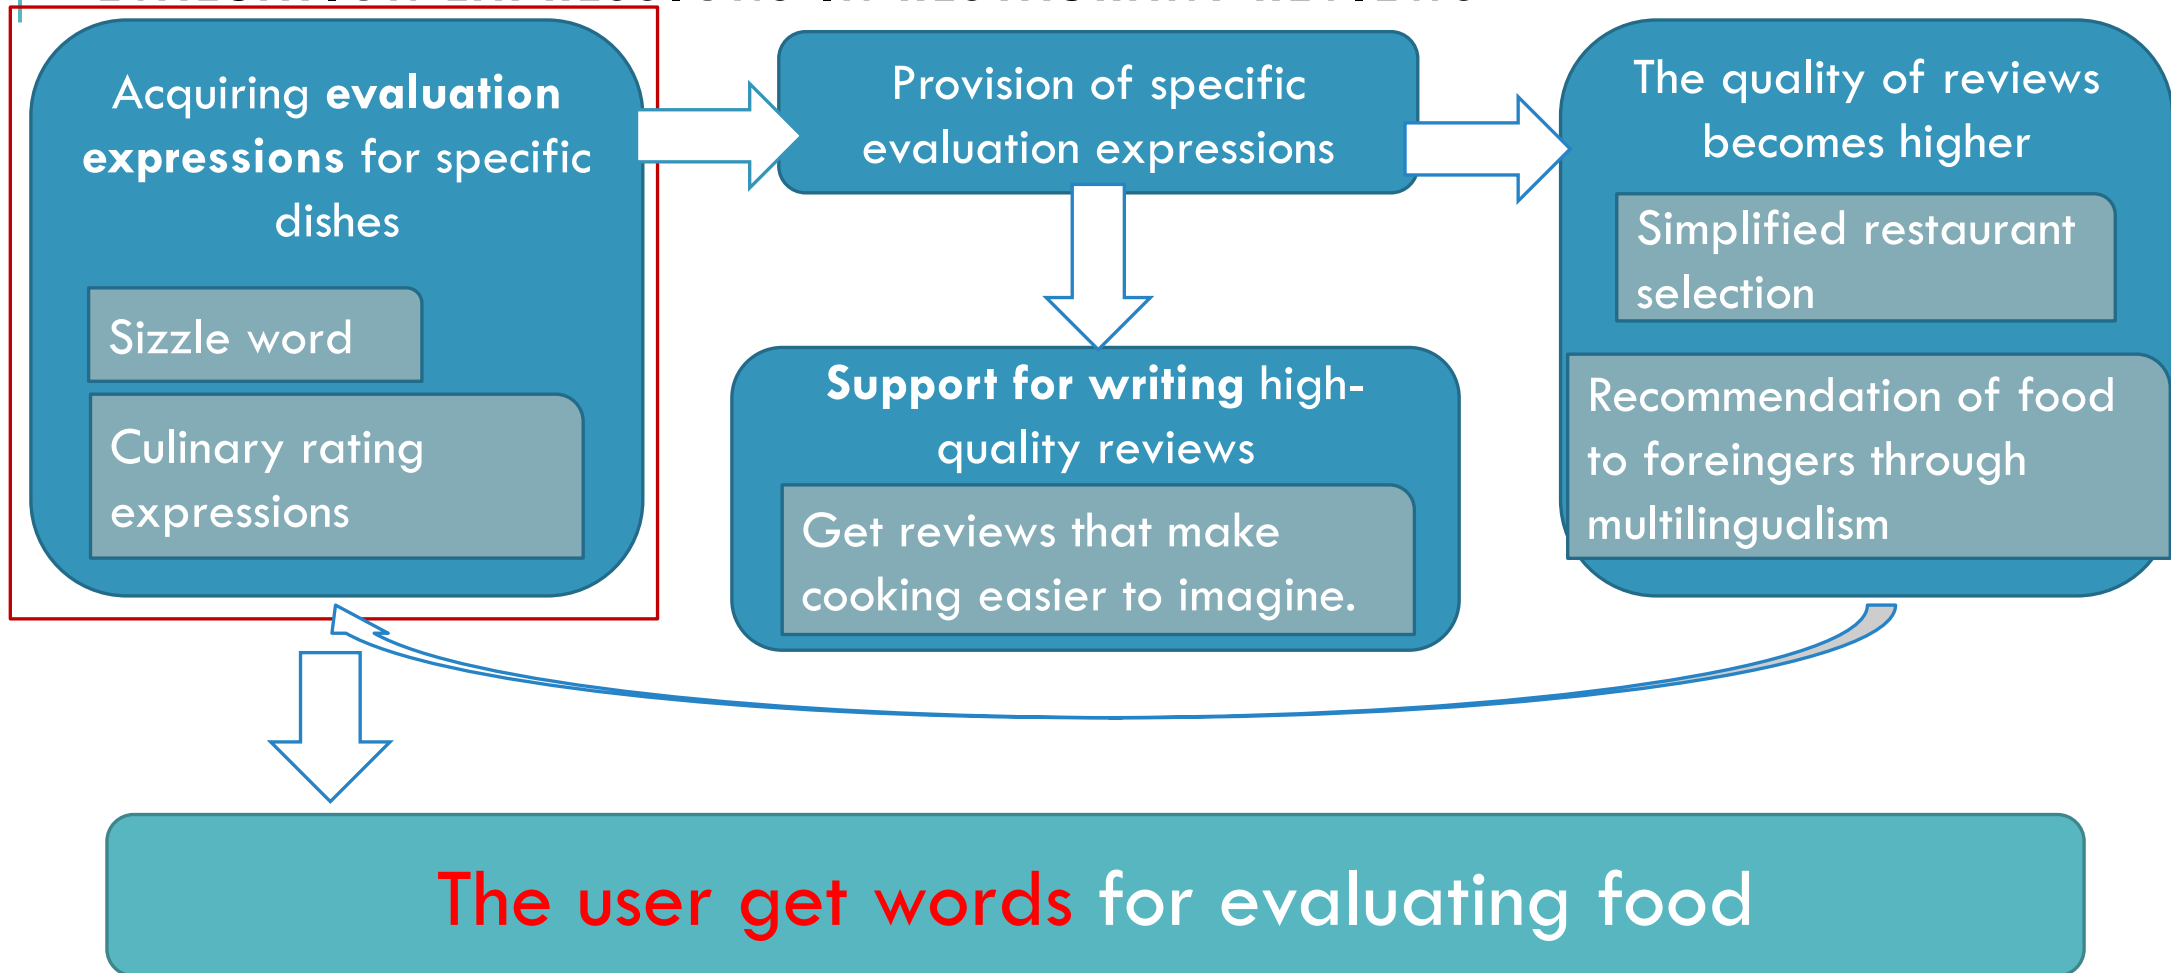 Acquiring evaluation
expressions for specific
dishes
Sizzle word
Culinary rating
expressions
Provision of specific
evaluation expressions
Support for writing high-
quality reviews
Get reviews that make
cooking easier to imagine.
The quality of reviews
becomes higher
Simplified restaurant
selection
Recommendation of food
to foreingers through
multilingualism
The user get words for evaluating food